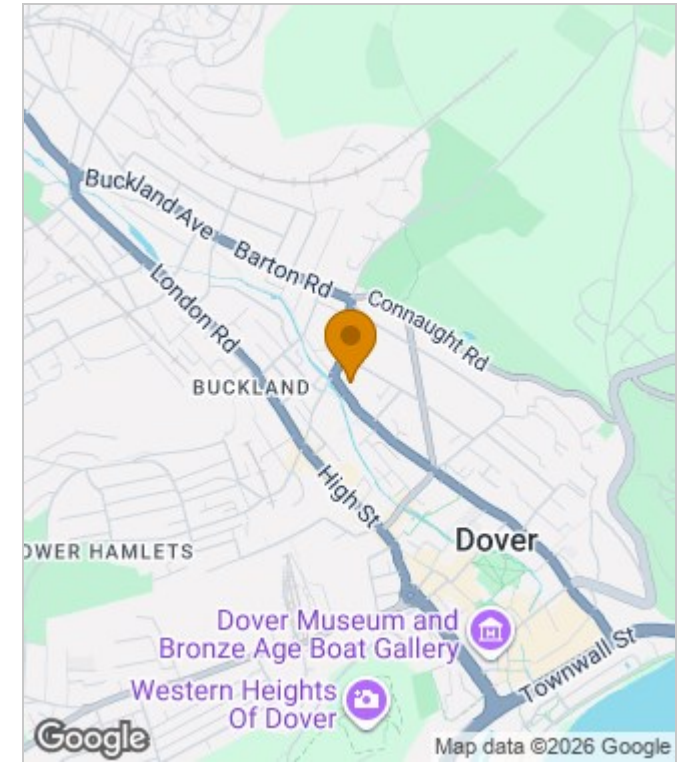 Buckland Ave
Barton Rd
Connaught Rd
London Rd
BUCKLAND
High St
Dover
OWER HAMLETS
Dover Museum and
Bronze Age Boat Gallery
Townwall St
Western Heights
Of Dover
Google
Map data ©2026 Google